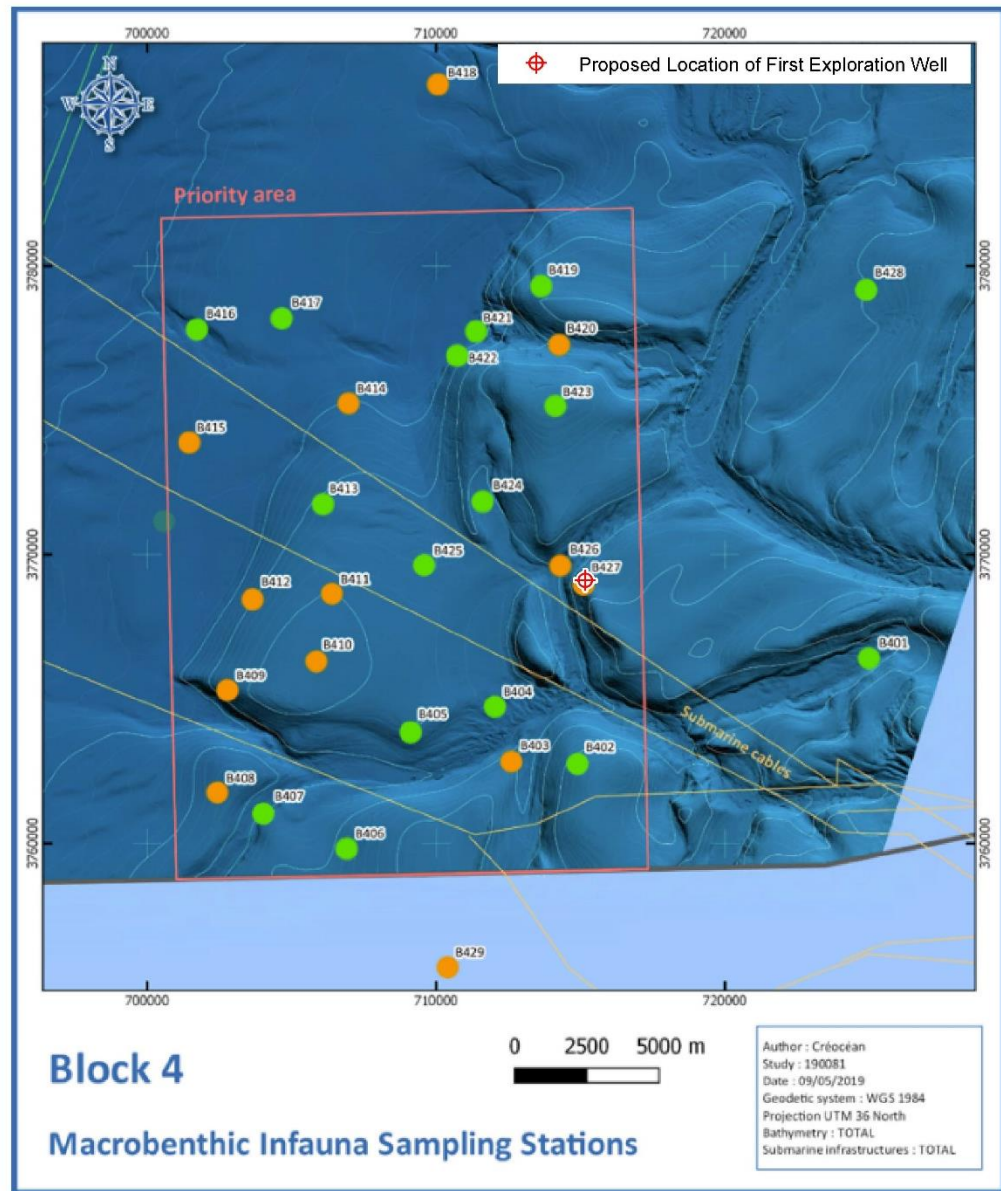 700000
710000
720000
Proposed Location of First Exploration Well
N
W
E
S
B418
Priority area
3780000
3780000
B419
B428
B416
B417
B421
B420
B422
B414
B423
B415
B413
B424
3770000
3770000
B425
B426
B427
B412
B411
B410
B401
B409
B404
B405
Submarine cables
B403
B402
B408
B407
B406
3760000
3760000
B429
700000
710000
720000
0 2500 5000 m
Block 4
Macrobenthic Infauna Sampling Stations
Author : Créocéan
Study : 190081
Date : 09/05/2019
Geodetic system : WGS 1984
Projection UTM 36 North
Bathymetry : TOTAL
Submarine infrastructures : TOTAL